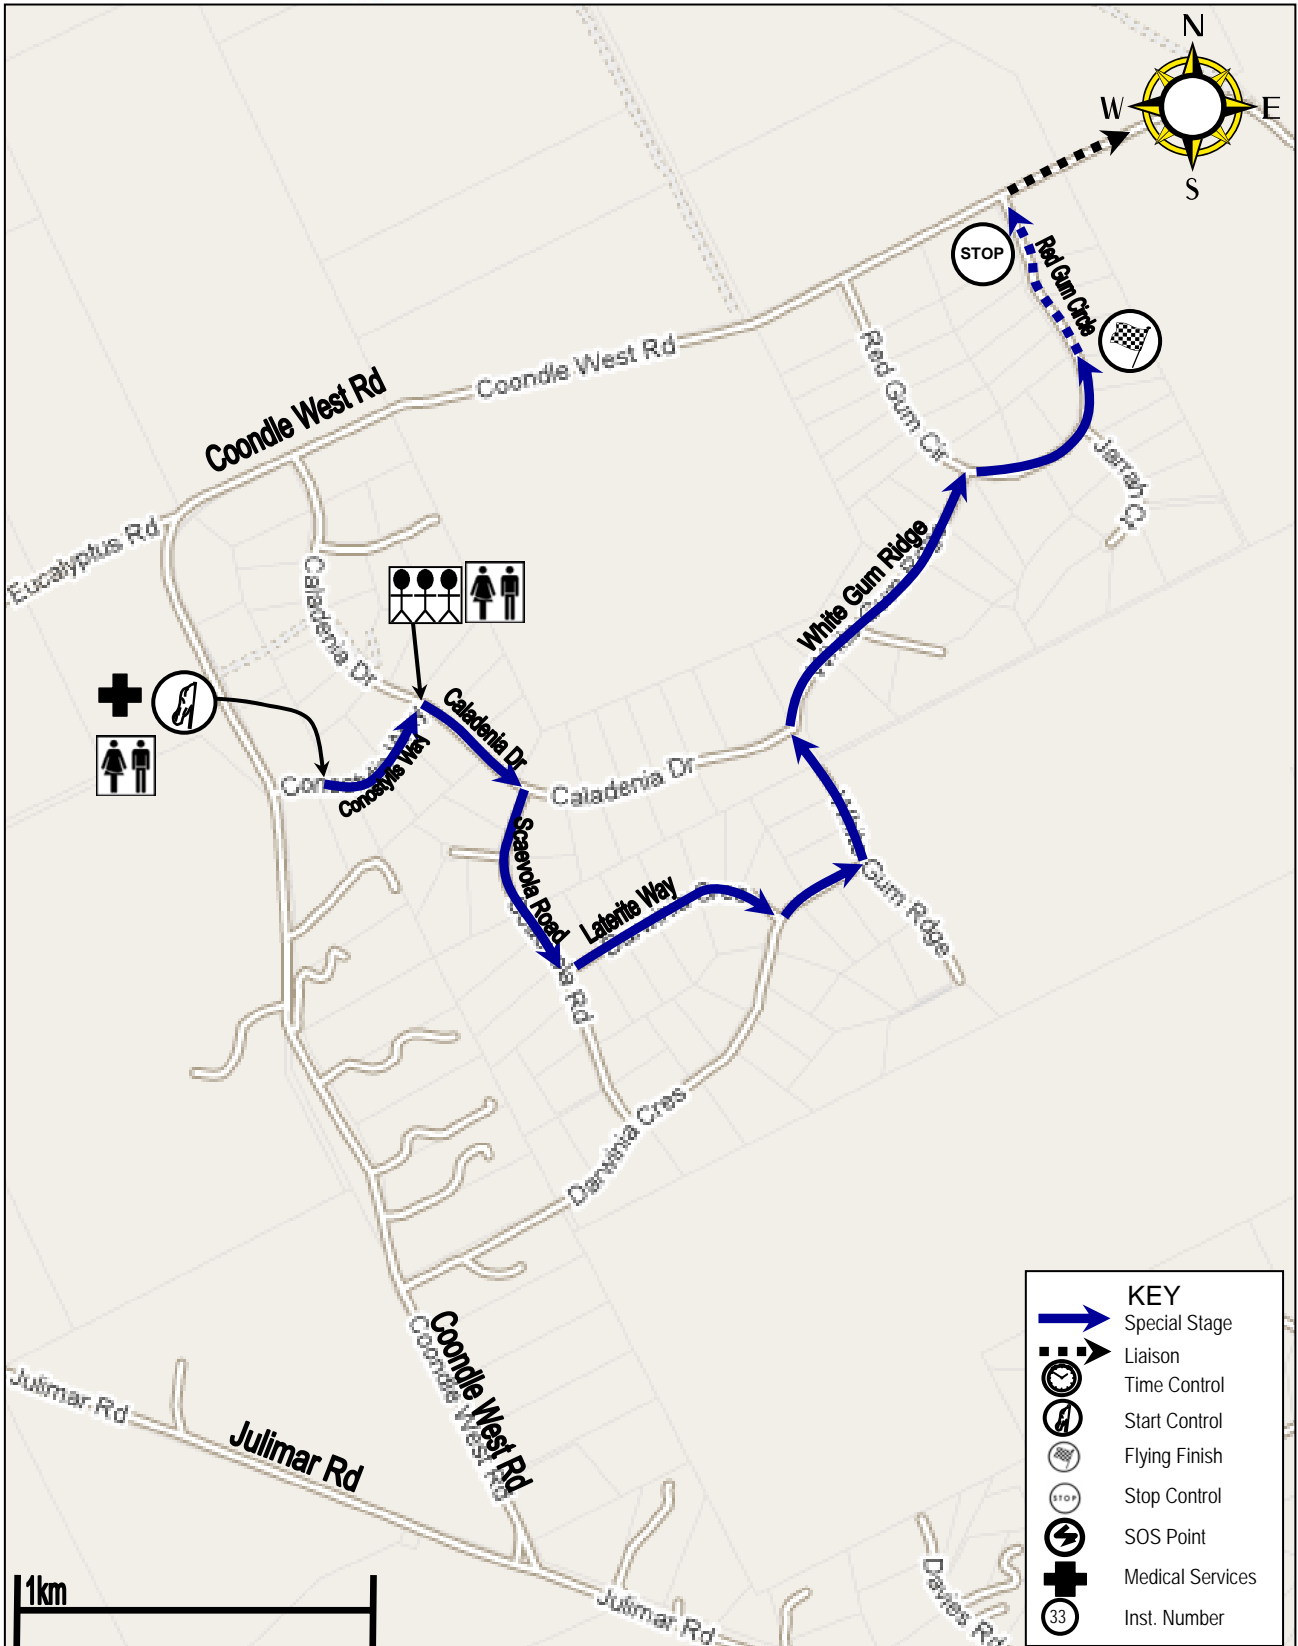 N
W
E
S
STOP
Red Gum Circle
Coondle West Rd
Coondle West Rd
Red Gum Cir
Jarrah Ct
Eucalyptus Rd
Caladenia Dr
White Gum Ridge
Caladenia Dr
Conostylis Way
Caladenia Dr
Scaevola Road
Laterite Way
White Gum Rdge
Darwinia Cres
Coondle West Rd
Coondle West Rd
Julimar Rd
Julimar Rd
Julimar Rd
Davies Rd
1km
KEY
Special Stage
Liaison
Time Control
Start Control
Flying Finish
STOP
Stop Control
SOS Point
Medical Services
33
Inst. Number